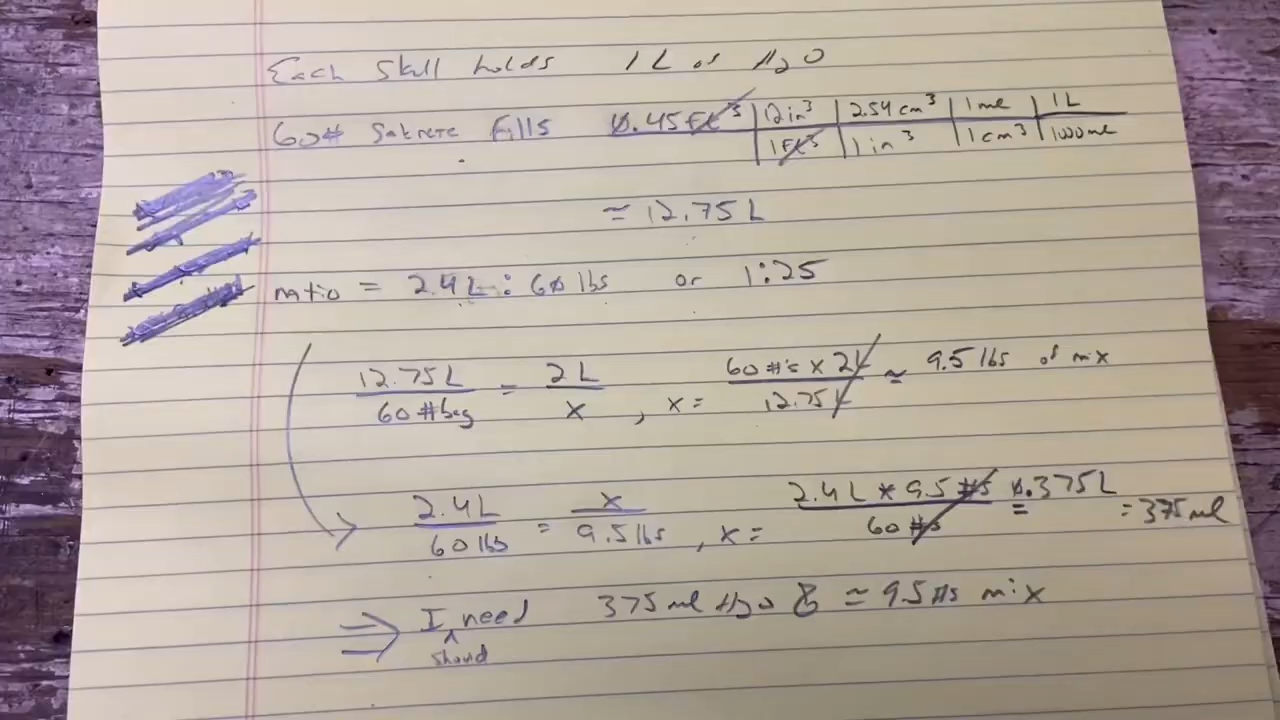 Each Skull holds 1 L of H₂O
60# Sakrete fills 0.45 Ft³ | 12 in³ | 2.54 cm³ | 1 mL | 1 L
1 Ft³ | 1 in³ | 1 cm³ | 1000 mL
≈ 12.75 L
ratio = 2.4 L : 60 lbs or 1:25
12.75 L / 60 # bag = 2 L / x , x = 60 #'s x 2 L / 12.75 L ≈ 9.5 lbs of mix
2.4 L / 60 lbs = x / 9.5 lbs , x = 2.4 L * 9.5 #s / 60 #s = 0.375 L = 375 mL
⇒ I should need 375 mL H₂O & ≈ 9.5 #s mix